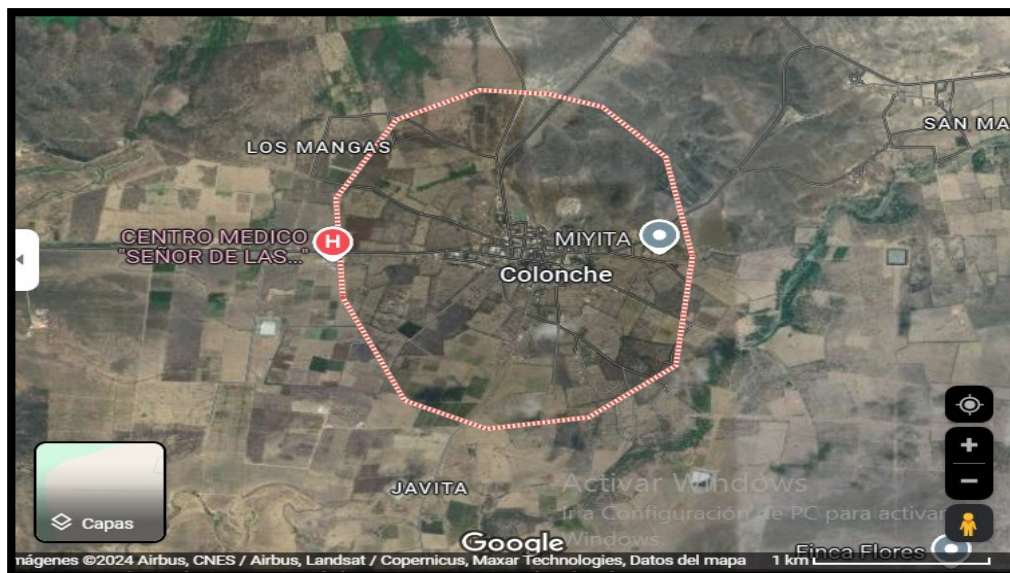 SAN MA
LOS MANGAS
CENTRO MEDICO
"SEÑOR DE LAS..."
H
MIYITA
Colonche
JAVITA
Activar Windows
Ir a Configuración de PC para activar
Windows.
Capas
Google
Finca Flores
mágenes ©2024 Airbus, CNES / Airbus, Landsat / Copernicus, Maxar Technologies, Datos del mapa 1 km